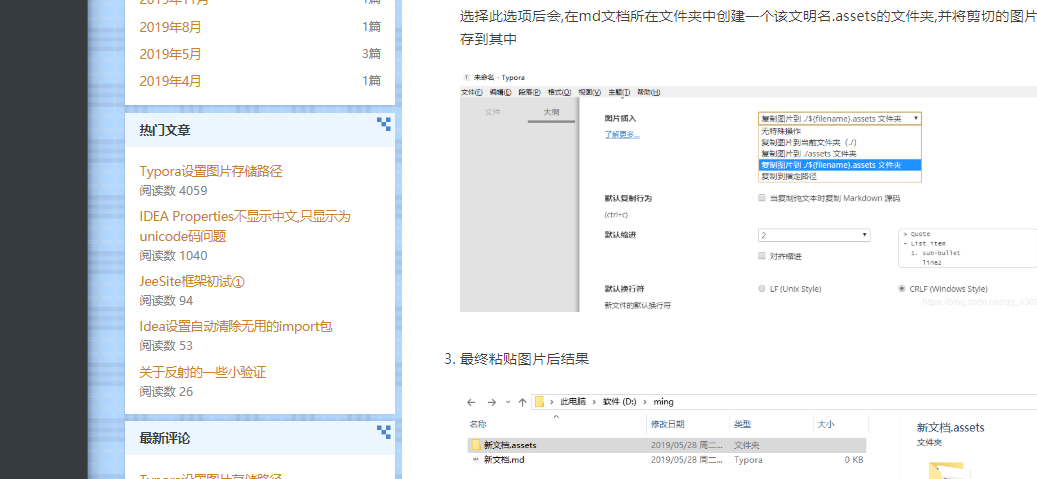 2019年11月 1篇
2019年8月 1篇
2019年5月 3篇
2019年4月 1篇
热门文章
Typora设置图片存储路径
阅读数 4059
IDEA Properties不显示中文,只显示为
unicode码问题
阅读数 1040
JeeSite框架初试①
阅读数 94
Idea设置自动清除无用的import包
阅读数 53
关于反射的一些小验证
阅读数 26
最新评论
Typora设置图片存储路径
选择此选项后会,在md文档所在文件夹中创建一个该文明名.assets的文件夹,并将剪切的图片
存到其中
未命名 - Typora
文件(F) 编辑(E) 段落(P) 格式(O) 视图(V) 主题(T) 帮助(H)
文件 大纲
图片插入
了解更多...
复制图片到 ./${filename}.assets 文件夹
无特殊操作
复制图片到当前文件夹 (./)
复制图片到 ./assets 文件夹
复制图片到 ./${filename}.assets 文件夹
复制到指定路径
默认复制行为
(ctrl+c)
当复制纯文本时复制 Markdown 源码
默认缩进
2
对齐缩进
> Quote
- List item
1. sub-bullet
line2
默认换行符
新文件的默认换行符
LF (Unix Style)
CRLF (Windows Style)
3. 最终粘贴图片后结果
此电脑 > 软件 (D:) > ming
名称 修改日期 类型 大小
新文档.assets 2019/05/28 周二... 文件夹
新文档.md 2019/05/28 周二... Typora 0 KB
新文档.assets
文件夹